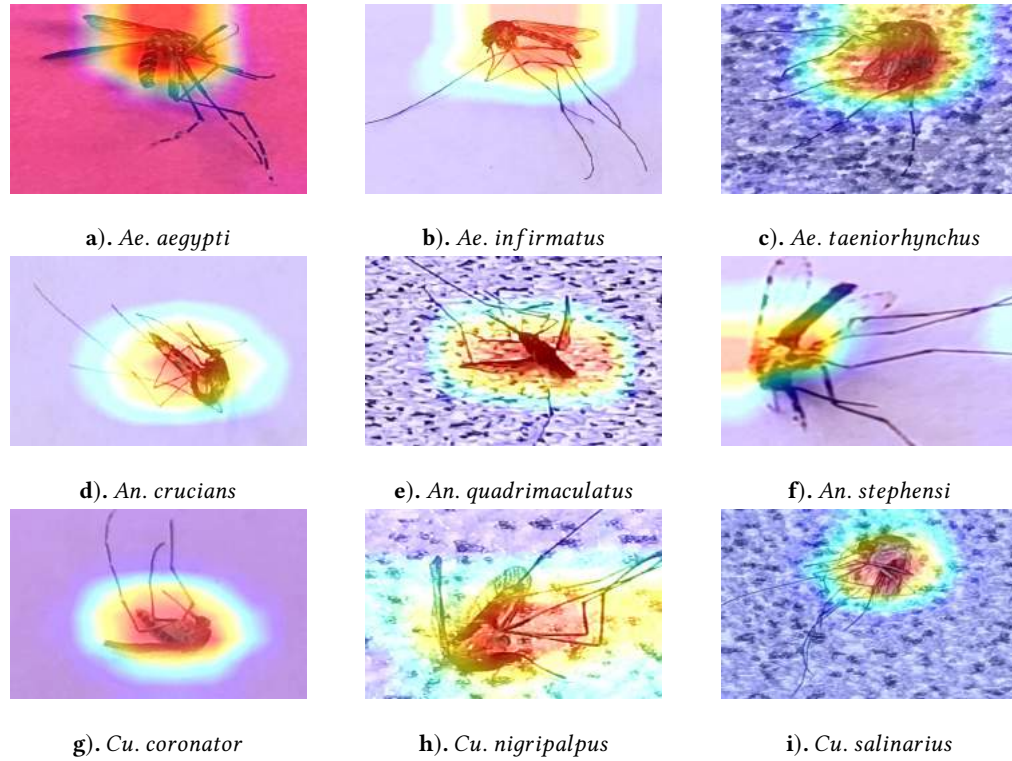 a). Ae. aegypti
b). Ae. infirmatus
c). Ae. taeniorhynchus
d). An. crucians
e). An. quadrimaculatus
f). An. stephensi
g). Cu. coronator
h). Cu. nigripalpus
i). Cu. salinarius